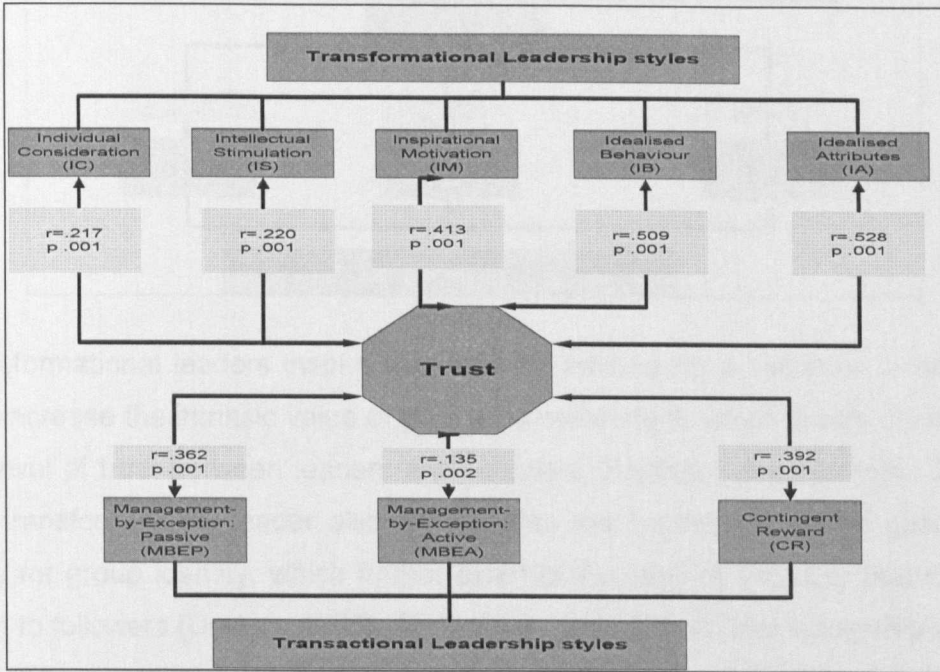 Transformational Leadership styles
Individual
Consideration
(IC)
Intellectual
Stimulation
(IS)
Inspirational
Motivation
(IM)
Idealised
Behaviour
(IB)
Idealised
Attributes
(IA)
r=.217
p .001
r=.220
p .001
r=.413
p .001
r=.509
p .001
r=.528
p .001
Trust
r=.362
p .001
r=.135
p .002
r=.392
p .001
Management-
by-Exception:
Passive
(MBEP)
Management-
by-Exception:
Active
(MBEA)
Contingent
Reward
(CR)
Transactional Leadership styles